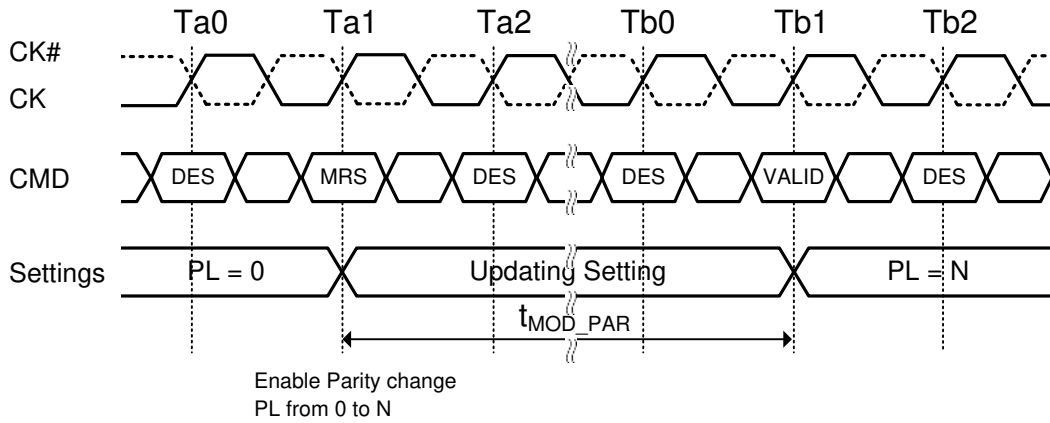 Ta0 Ta1 Ta2 Tb0 Tb1 Tb2
CK#
CK
CMD DES MRS DES DES VALID DES
Settings PL = 0 Updating Setting PL = N
tMOD_PAR
Enable Parity change
PL from 0 to N